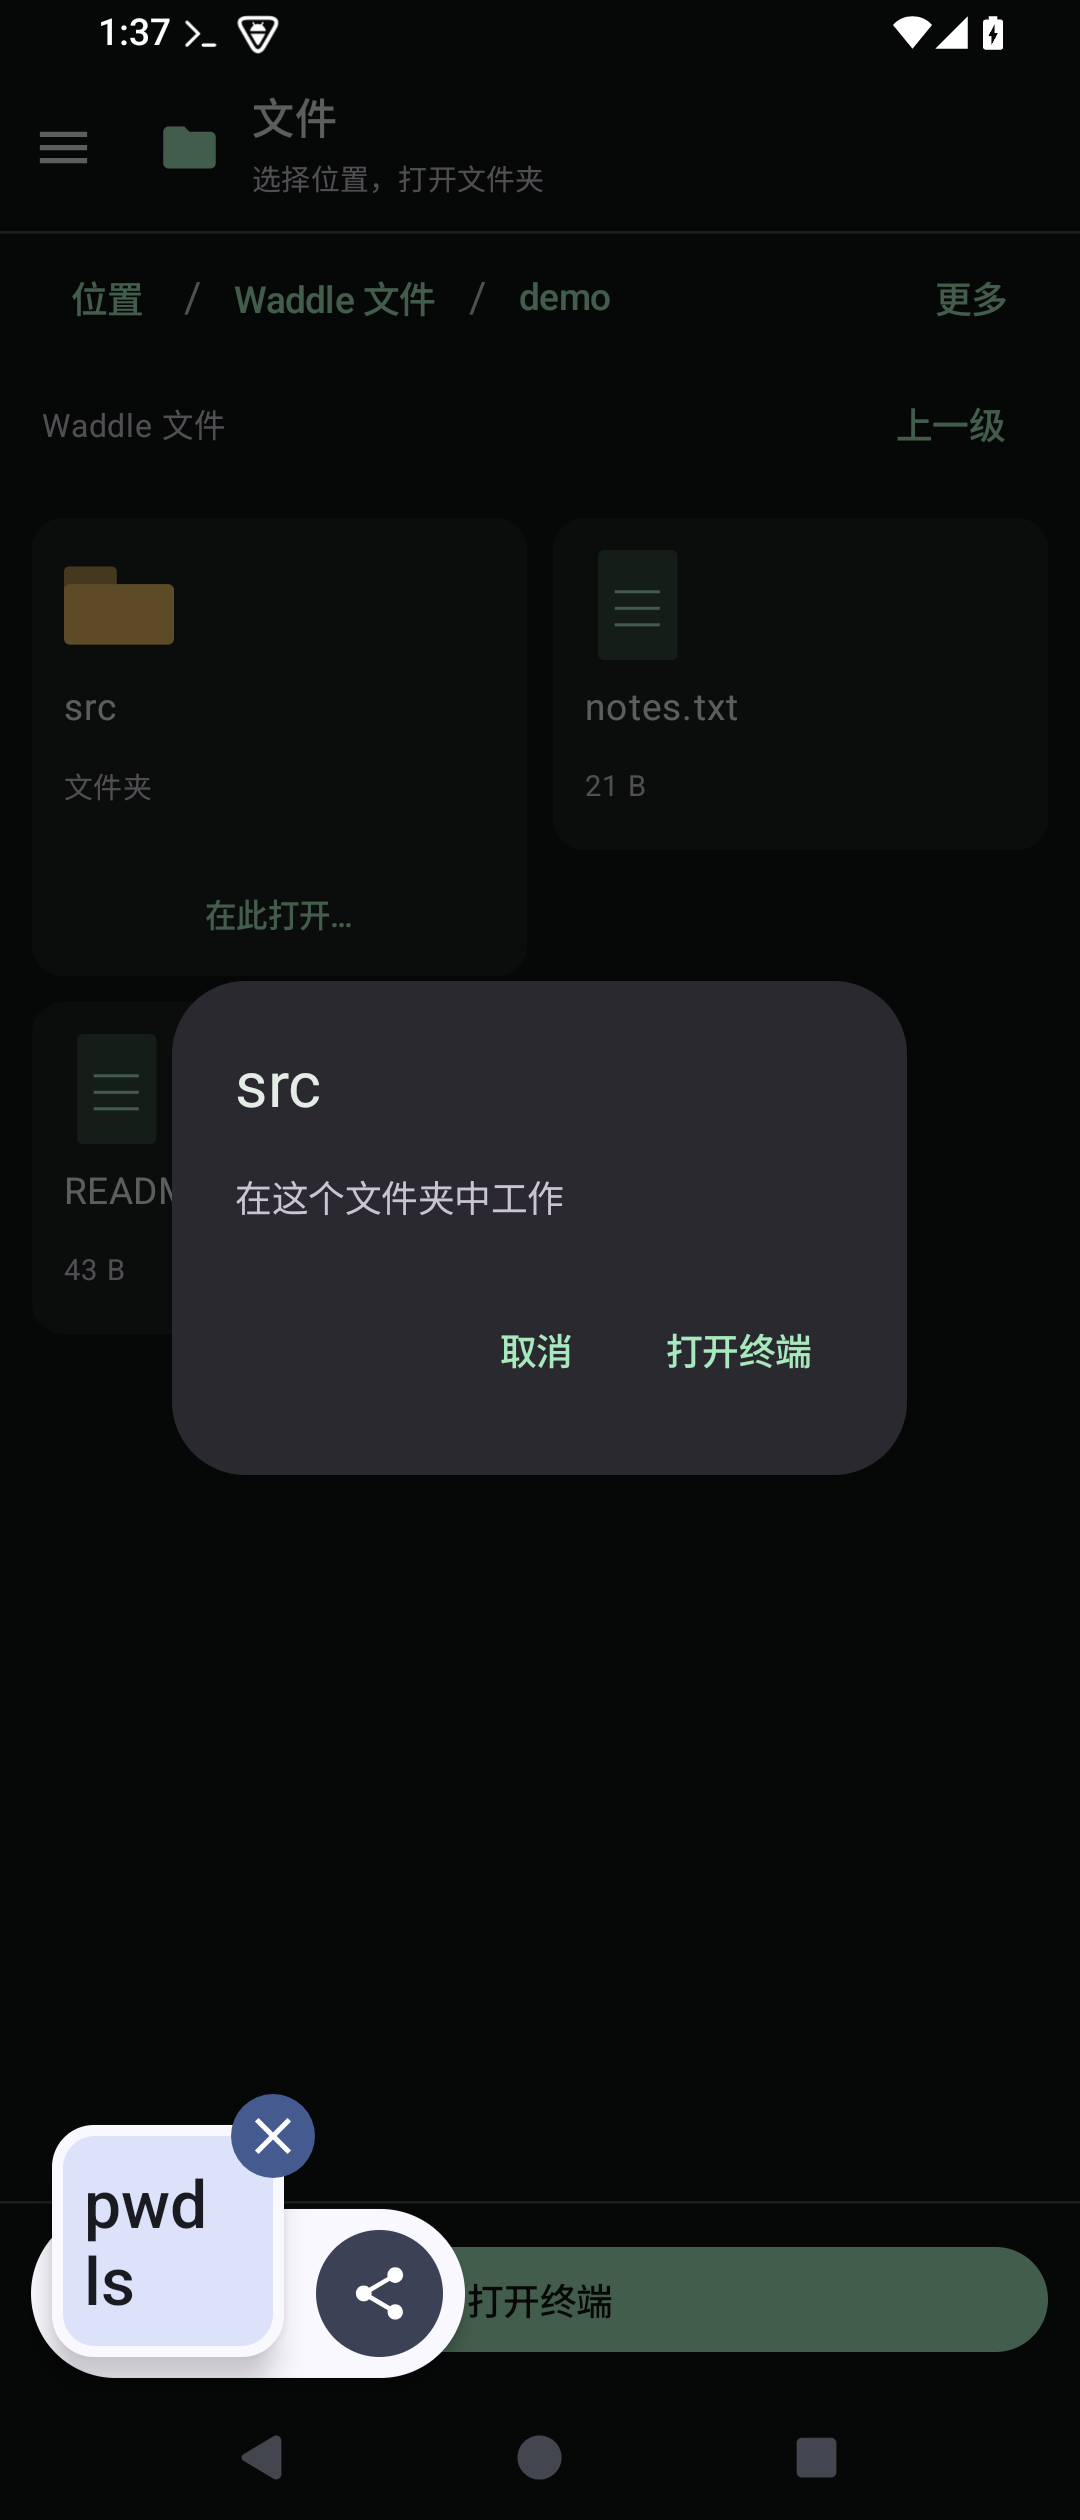 1:37
文件
选择位置，打开文件夹
位置 / Waddle 文件 / demo 更多
Waddle 文件 上一级
src
文件夹
在此打开…
notes.txt
21 B
READM
43 B
src
在这个文件夹中工作
取消 打开终端
pwd
ls
打开终端